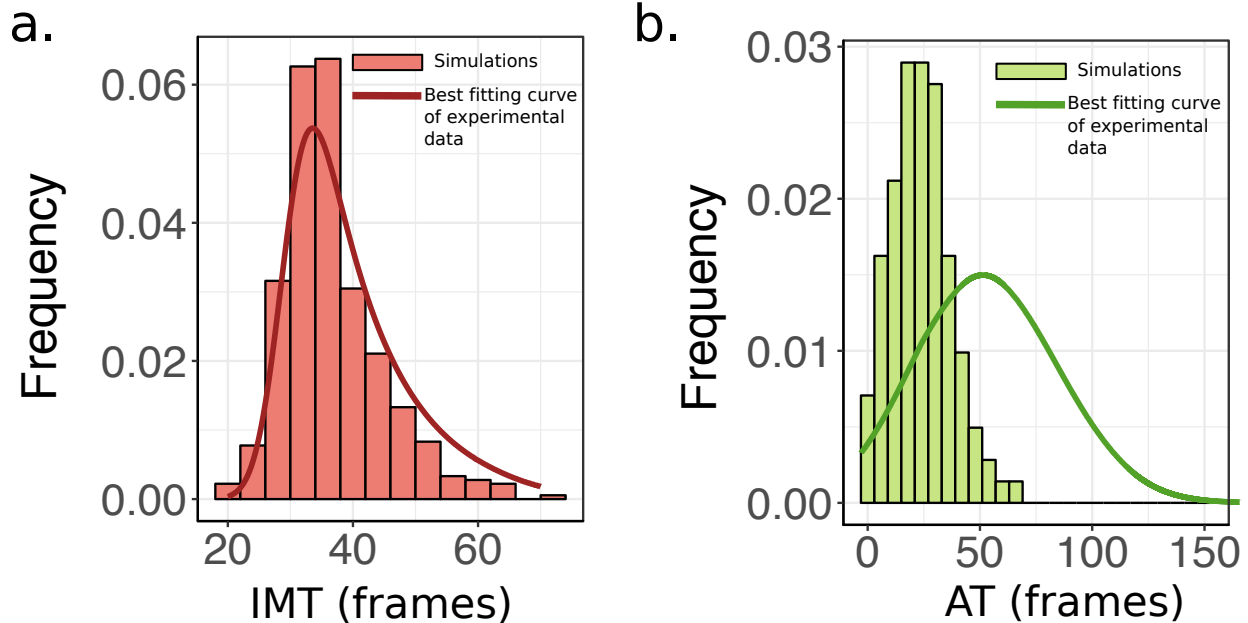 a.
Frequency
0.06
0.04
0.02
0.00
Simulations
Best fitting curve
of experimental
data
20 40 60
IMT (frames)
b.
Frequency
0.03
0.02
0.01
0.00
Simulations
Best fitting curve
of experimental
data
0 50 100 150
AT (frames)